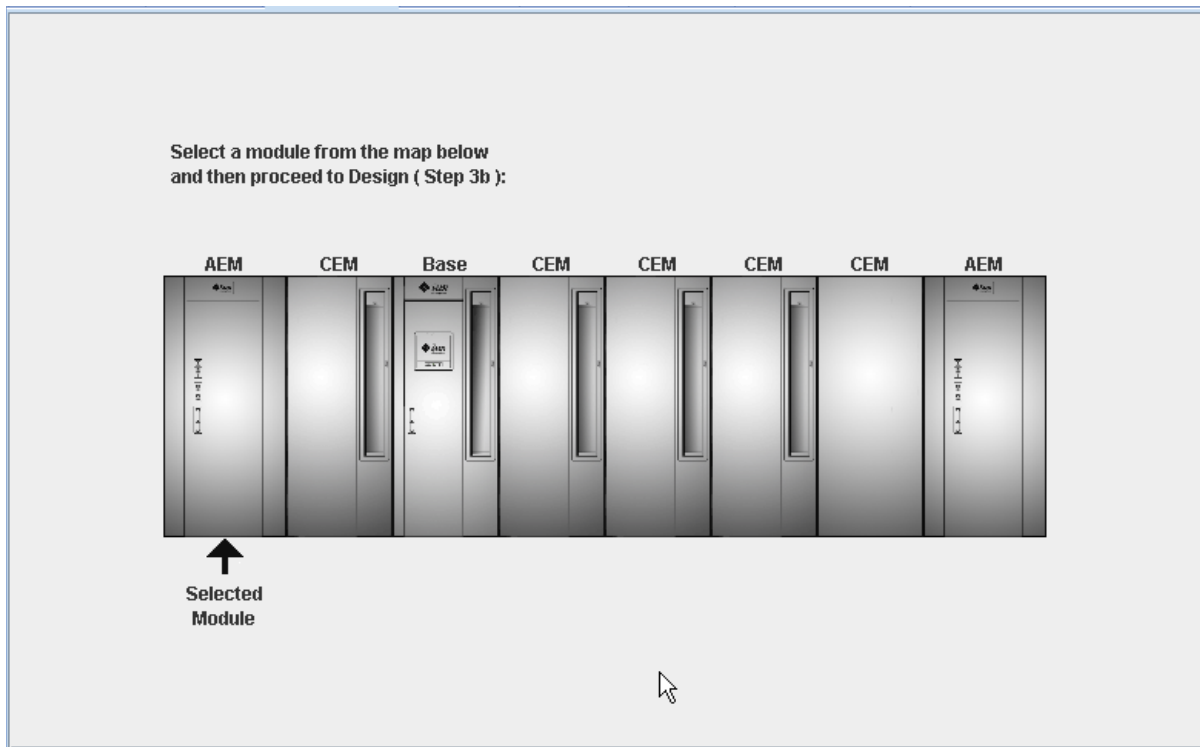 Select a module from the map below
and then proceed to Design ( Step 3b ):
AEM CEM Base CEM CEM CEM CEM AEM
Selected
Module